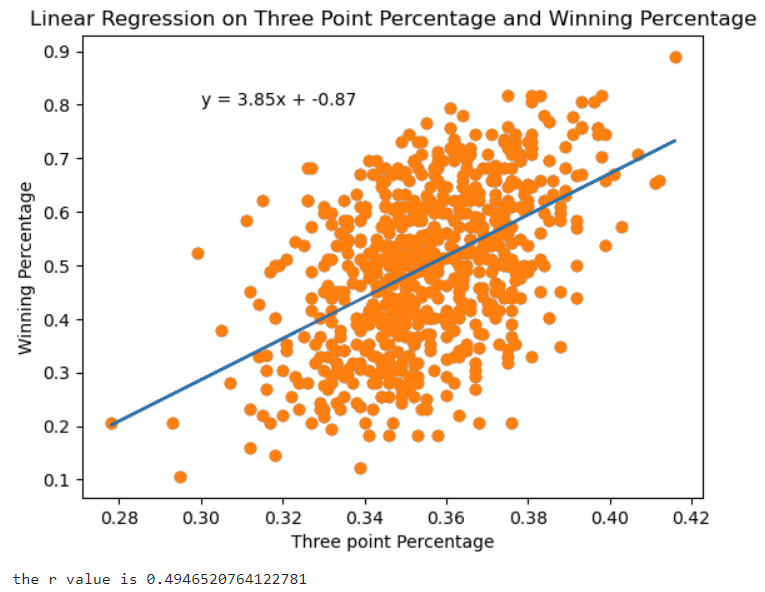 Linear Regression on Three Point Percentage and Winning Percentage
0.9
0.8
0.7
0.6
0.5
0.4
0.3
0.2
0.1
Winning Percentage
y = 3.85x + -0.87
0.28 0.30 0.32 0.34 0.36 0.38 0.40 0.42
Three point Percentage
the r value is 0.4946520764122781